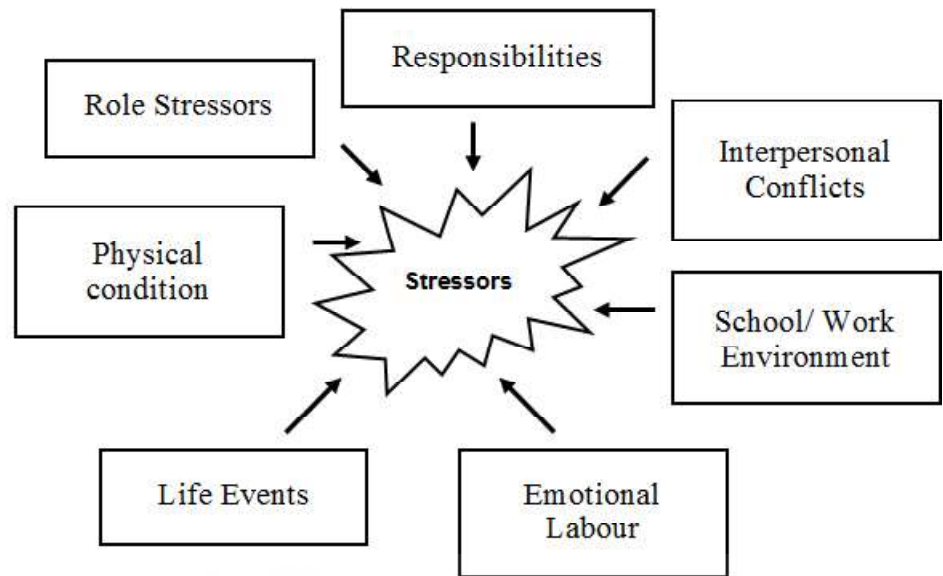 Responsibilities
Role Stressors
Interpersonal
Conflicts
Physical
condition
Stressors
School/ Work
Environment
Life Events
Emotional
Labour